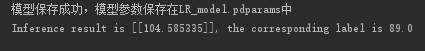 模型保存成功，模型参数保存在LR_model.pdparams中
Inference result is [[104.585335]], the corresponding label is 89.0